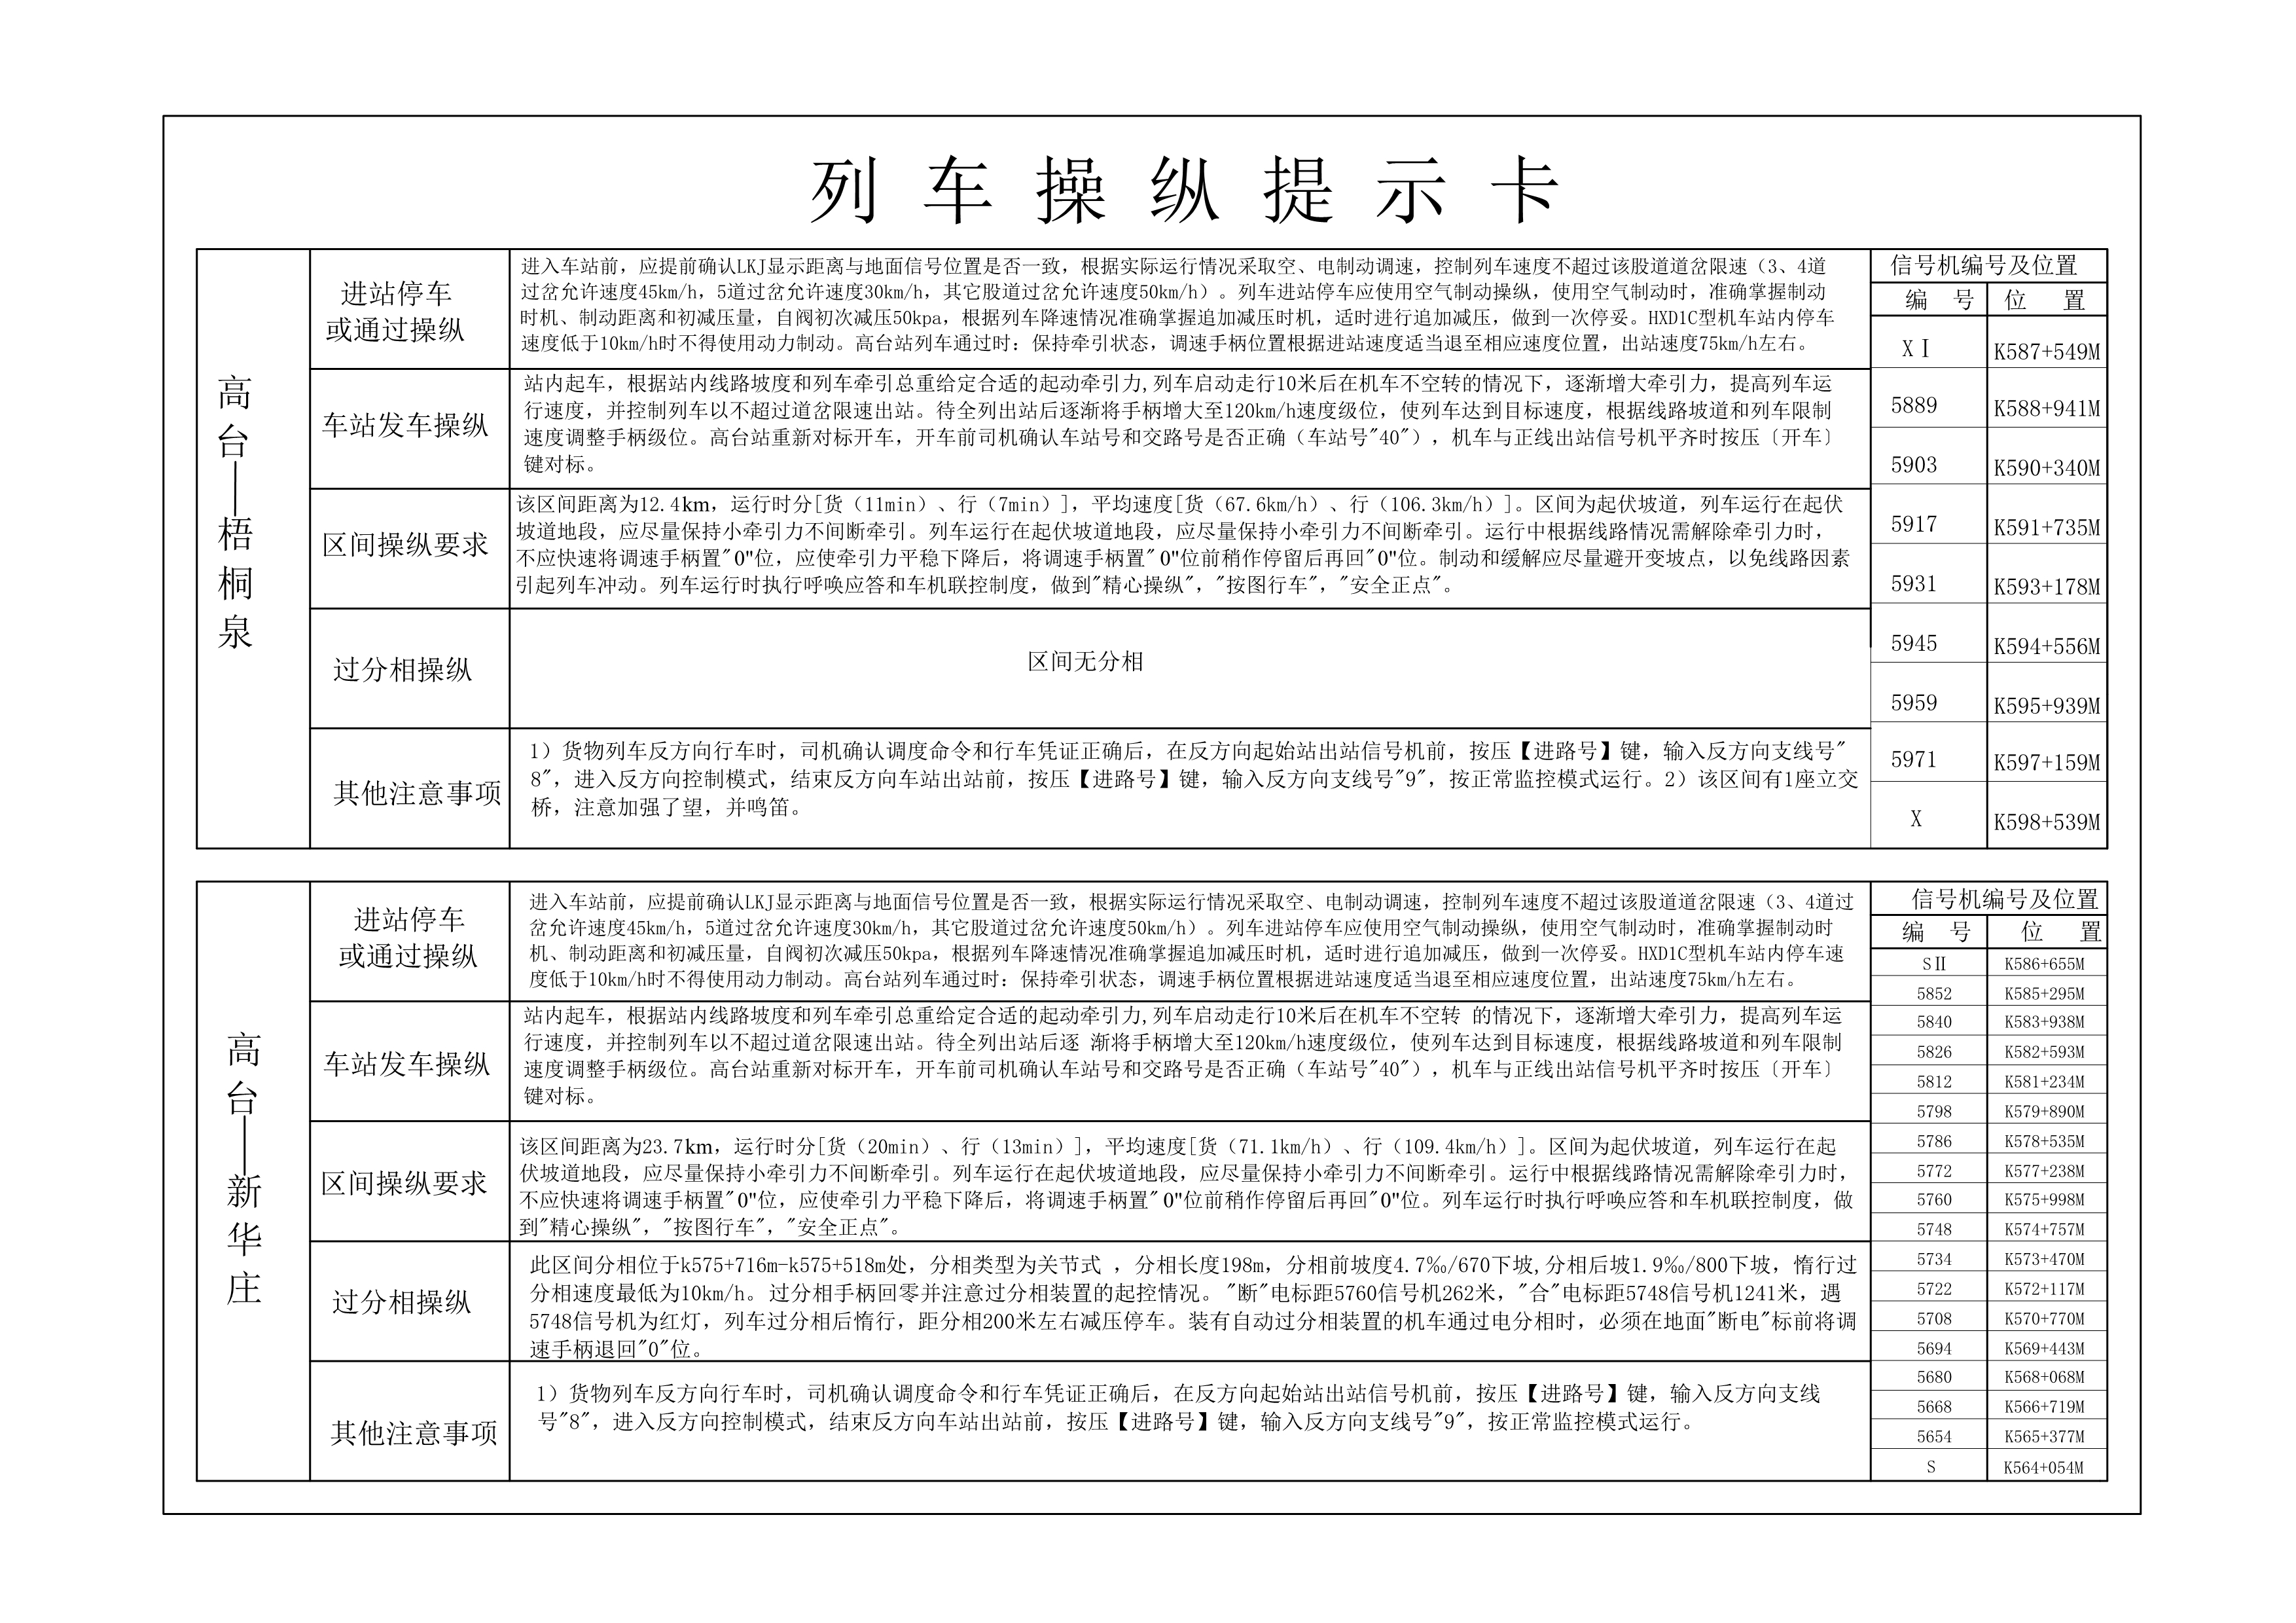 列车操纵提示卡
高台——梧桐泉
进站停车
或通过操纵
进入车站前，应提前确认LKJ显示距离与地面信号位置是否一致，根据实际运行情况采取空、电制动调速，控制列车速度不超过该股道道岔限速（3、4道
过岔允许速度45km/h，5道过岔允许速度30km/h，其它股道过岔允许速度50km/h）。列车进站停车应使用空气制动操纵，使用空气制动时，准确掌握制动
时机、制动距离和初减压量，自阀初次减压50kpa，根据列车降速情况准确掌握追加减压时机，适时进行追加减压，做到一次停妥。HXD1C型机车站内停车
速度低于10km/h时不得使用动力制动。高台站列车通过时：保持牵引状态，调速手柄位置根据进站速度适当退至相应速度位置，出站速度75km/h左右。
车站发车操纵
站内起车，根据站内线路坡度和列车牵引总重给定合适的起动牵引力,列车启动走行10米后在机车不空转的情况下，逐渐增大牵引力，提高列车运
行速度，并控制列车以不超过道岔限速出站。待全列出站后逐渐将手柄增大至120km/h速度级位，使列车达到目标速度，根据线路坡道和列车限制
速度调整手柄级位。高台站重新对标开车，开车前司机确认车站号和交路号是否正确（车站号"40"），机车与正线出站信号机平齐时按压〔开车〕
键对标。
区间操纵要求
该区间距离为12.4km，运行时分[货（11min）、行（7min）]，平均速度[货（67.6km/h）、行（106.3km/h）]。区间为起伏坡道，列车运行在起伏
坡道地段，应尽量保持小牵引力不间断牵引。列车运行在起伏坡道地段，应尽量保持小牵引力不间断牵引。运行中根据线路情况需解除牵引力时，
不应快速将调速手柄置"0"位，应使牵引力平稳下降后，将调速手柄置"0"位前稍作停留后再回"0"位。制动和缓解应尽量避开变坡点，以免线路因素
引起列车冲动。列车运行时执行呼唤应答和车机联控制度，做到"精心操纵"，"按图行车"，"安全正点"。
过分相操纵
区间无分相
其他注意事项
1）货物列车反方向行车时，司机确认调度命令和行车凭证正确后，在反方向起始站出站信号机前，按压【进路号】键，输入反方向支线号"
8"，进入反方向控制模式，结束反方向车站出站前，按压【进路号】键，输入反方向支线号"9"，按正常监控模式运行。2）该区间有1座立交
桥，注意加强了望，并鸣笛。
信号机编号及位置
编 号 位 置
XⅠ K587+549M
5889 K588+941M
5903 K590+340M
5917 K591+735M
5931 K593+178M
5945 K594+556M
5959 K595+939M
5971 K597+159M
X K598+539M
高台——新华庄
进站停车
或通过操纵
进入车站前，应提前确认LKJ显示距离与地面信号位置是否一致，根据实际运行情况采取空、电制动调速，控制列车速度不超过该股道道岔限速（3、4道过
岔允许速度45km/h，5道过岔允许速度30km/h，其它股道过岔允许速度50km/h）。列车进站停车应使用空气制动操纵，使用空气制动时，准确掌握制动时
机、制动距离和初减压量，自阀初次减压50kpa，根据列车降速情况准确掌握追加减压时机，适时进行追加减压，做到一次停妥。HXD1C型机车站内停车速
度低于10km/h时不得使用动力制动。高台站列车通过时：保持牵引状态，调速手柄位置根据进站速度适当退至相应速度位置，出站速度75km/h左右。
车站发车操纵
站内起车，根据站内线路坡度和列车牵引总重给定合适的起动牵引力,列车启动走行10米后在机车不空转 的情况下，逐渐增大牵引力，提高列车运
行速度，并控制列车以不超过道岔限速出站。待全列出站后逐 渐将手柄增大至120km/h速度级位，使列车达到目标速度，根据线路坡道和列车限制
速度调整手柄级位。高台站重新对标开车，开车前司机确认车站号和交路号是否正确（车站号"40"），机车与正线出站信号机平齐时按压〔开车〕
键对标。
区间操纵要求
该区间距离为23.7km，运行时分[货（20min）、行（13min）]，平均速度[货（71.1km/h）、行（109.4km/h）]。区间为起伏坡道，列车运行在起
伏坡道地段，应尽量保持小牵引力不间断牵引。列车运行在起伏坡道地段，应尽量保持小牵引力不间断牵引。运行中根据线路情况需解除牵引力时，
不应快速将调速手柄置"0"位，应使牵引力平稳下降后，将调速手柄置"0"位前稍作停留后再回"0"位。列车运行时执行呼唤应答和车机联控制度，做
到"精心操纵"，"按图行车"，"安全正点"。
过分相操纵
此区间分相位于k575+716m-k575+518m处，分相类型为关节式 ，分相长度198m，分相前坡度4.7‰/670下坡,分相后坡1.9‰/800下坡，惰行过
分相速度最低为10km/h。过分相手柄回零并注意过分相装置的起控情况。"断"电标距5760信号机262米，"合"电标距5748信号机1241米，遇
5748信号机为红灯，列车过分相后惰行，距分相200米左右减压停车。装有自动过分相装置的机车通过电分相时，必须在地面"断电"标前将调
速手柄退回"0"位。
其他注意事项
1）货物列车反方向行车时，司机确认调度命令和行车凭证正确后，在反方向起始站出站信号机前，按压【进路号】键，输入反方向支线
号"8"，进入反方向控制模式，结束反方向车站出站前，按压【进路号】键，输入反方向支线号"9"，按正常监控模式运行。
信号机编号及位置
编 号 位 置
SⅡ K586+655M
5852 K585+295M
5840 K583+938M
5826 K582+593M
5812 K581+234M
5798 K579+890M
5786 K578+535M
5772 K577+238M
5760 K575+998M
5748 K574+757M
5734 K573+470M
5722 K572+117M
5708 K570+770M
5694 K569+443M
5680 K568+068M
5668 K566+719M
5654 K565+377M
S K564+054M